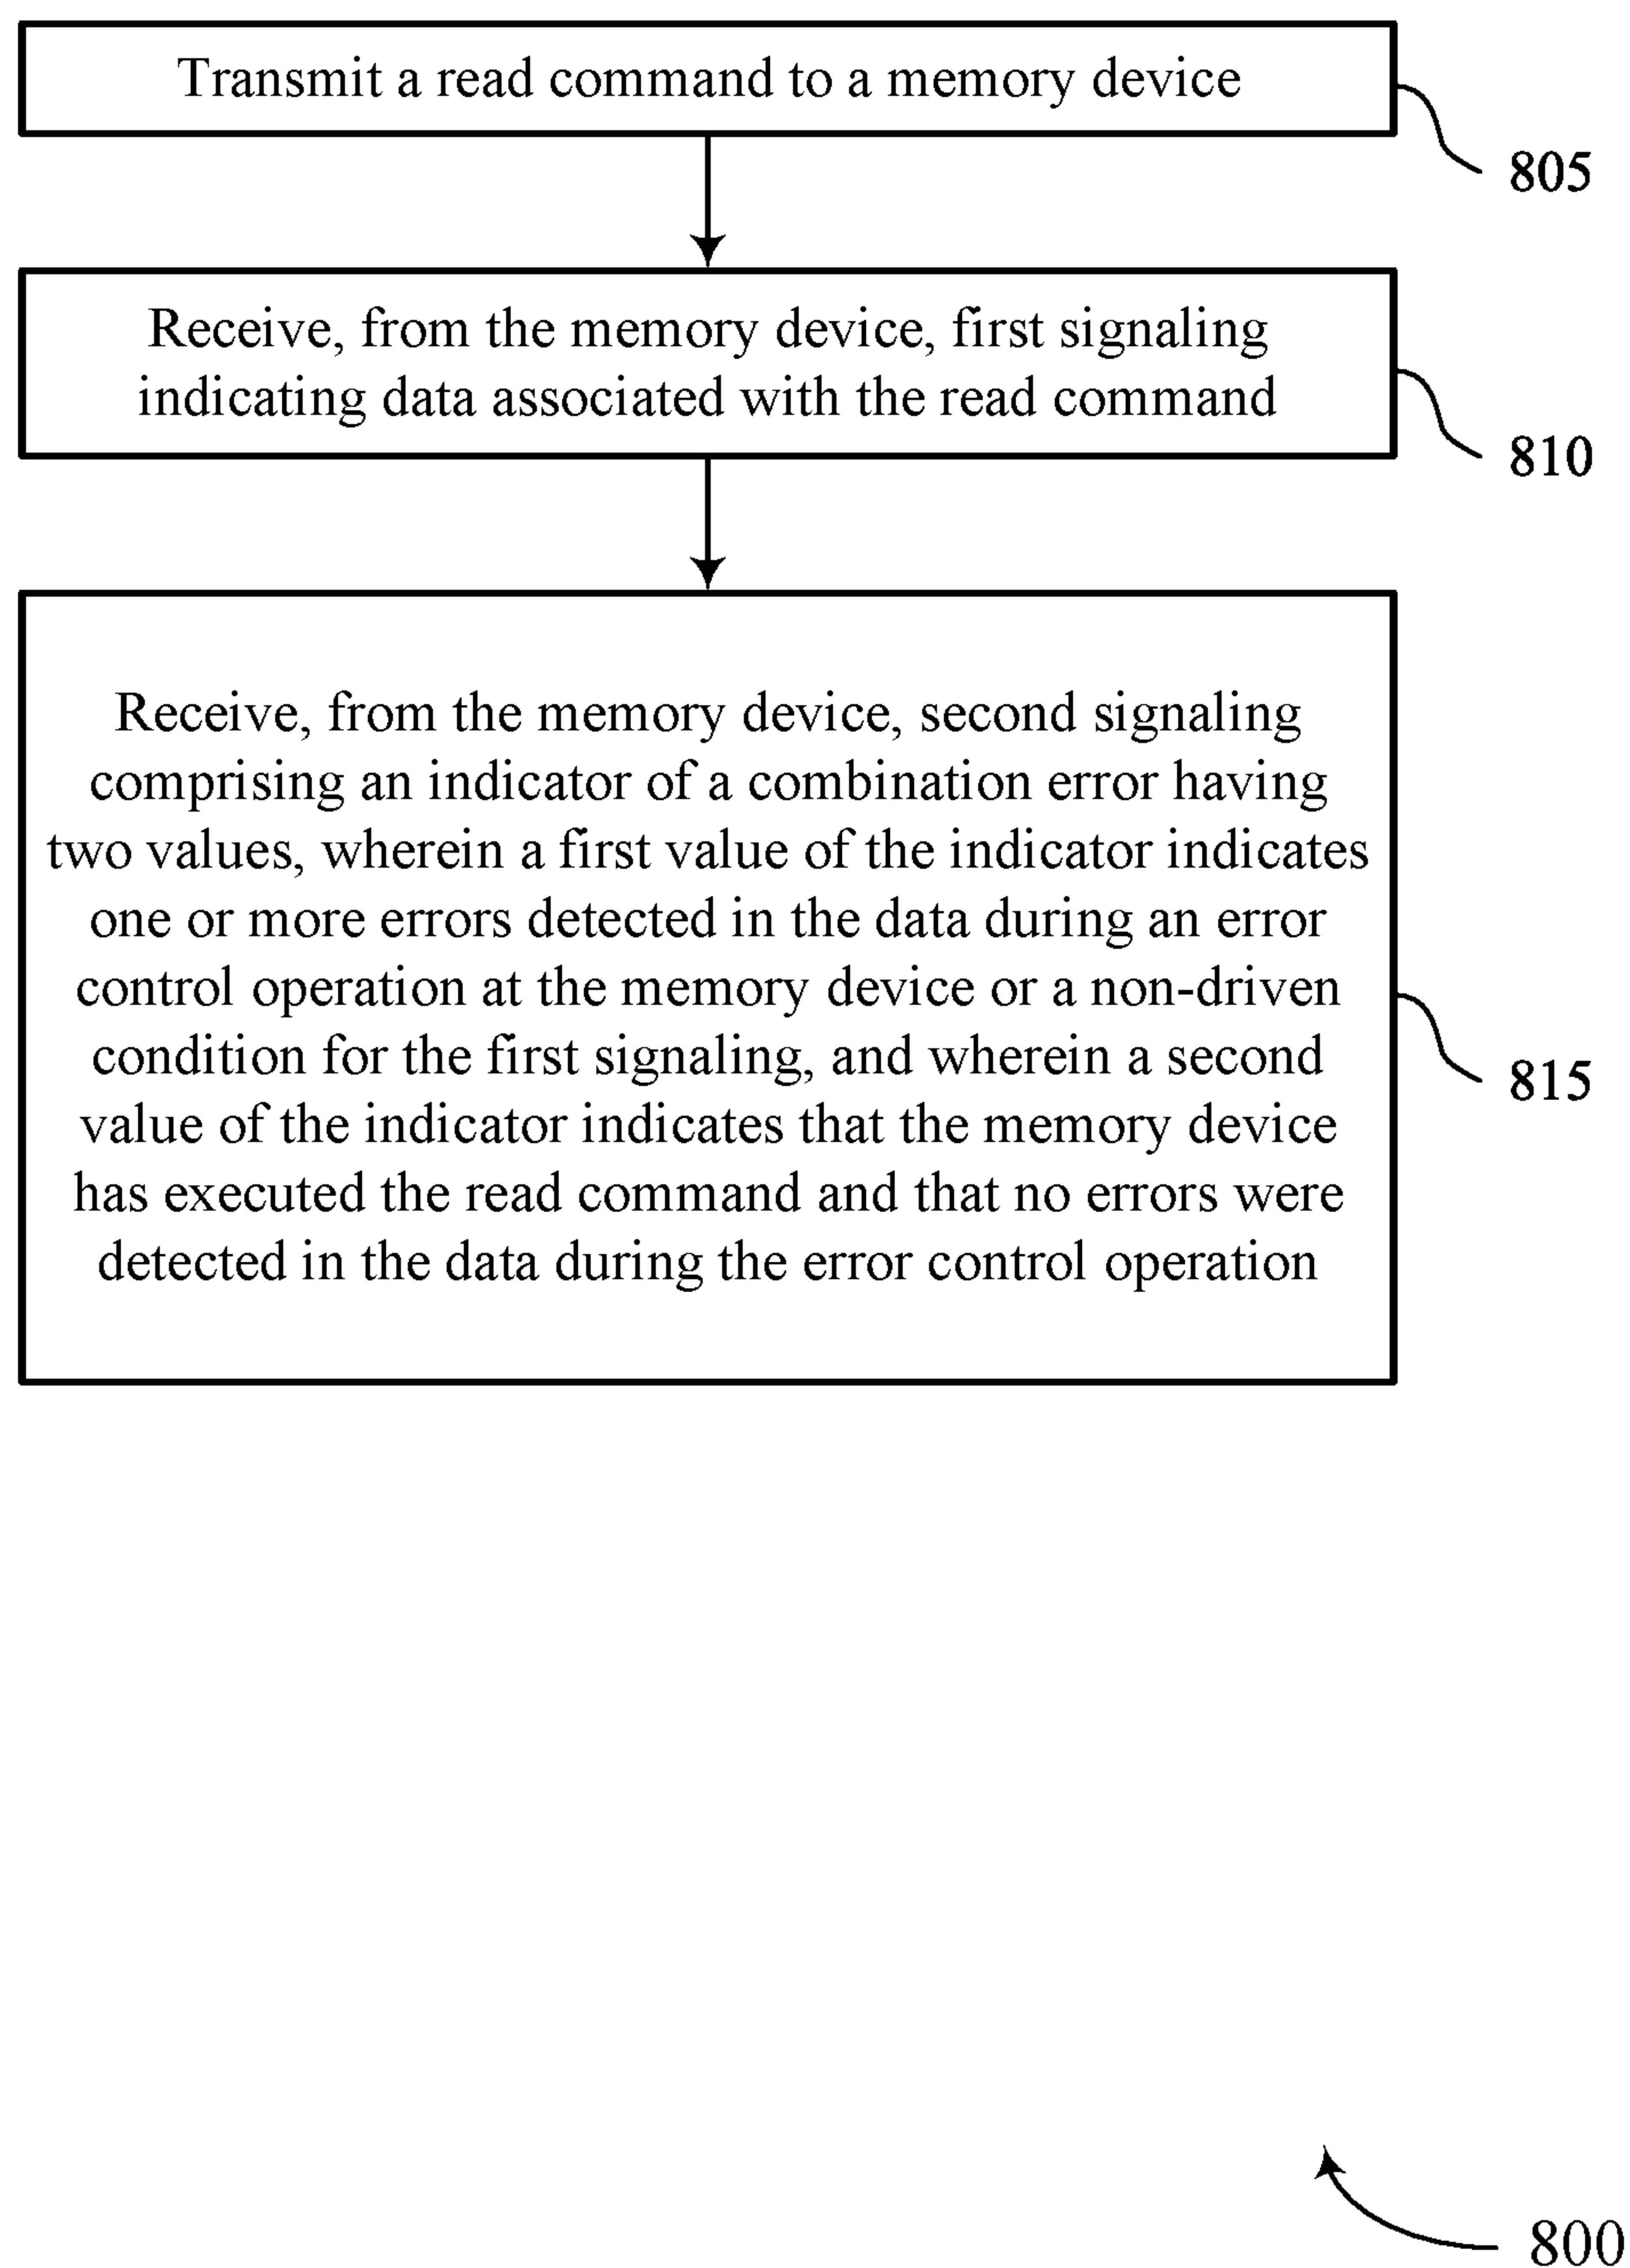 Transmit a read command to a memory device
805
Receive, from the memory device, first signaling
indicating data associated with the read command
810
Receive, from the memory device, second signaling
comprising an indicator of a combination error having
two values, wherein a first value of the indicator indicates
one or more errors detected in the data during an error
control operation at the memory device or a non-driven
condition for the first signaling, and wherein a second
value of the indicator indicates that the memory device
has executed the read command and that no errors were
detected in the data during the error control operation
815
800